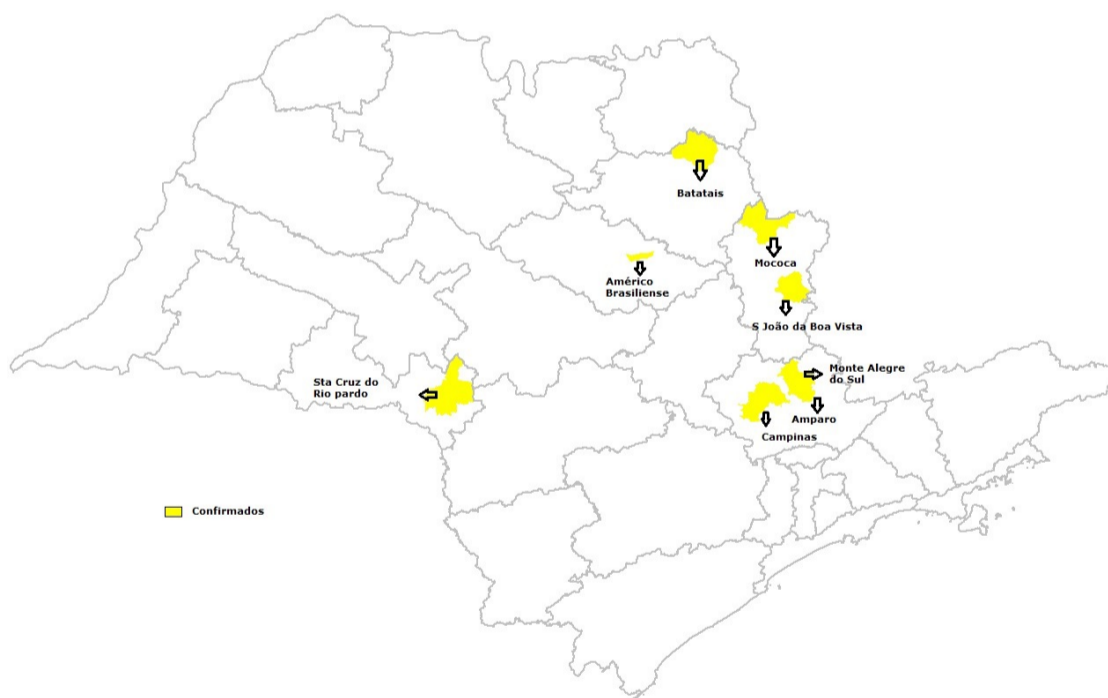 Batatais
Mococa
Américo
Brasiliense
S João da Boa Vista
Monte Alegre
do Sul
Sta Cruz do
Rio pardo
Amparo
Campinas
Confirmados